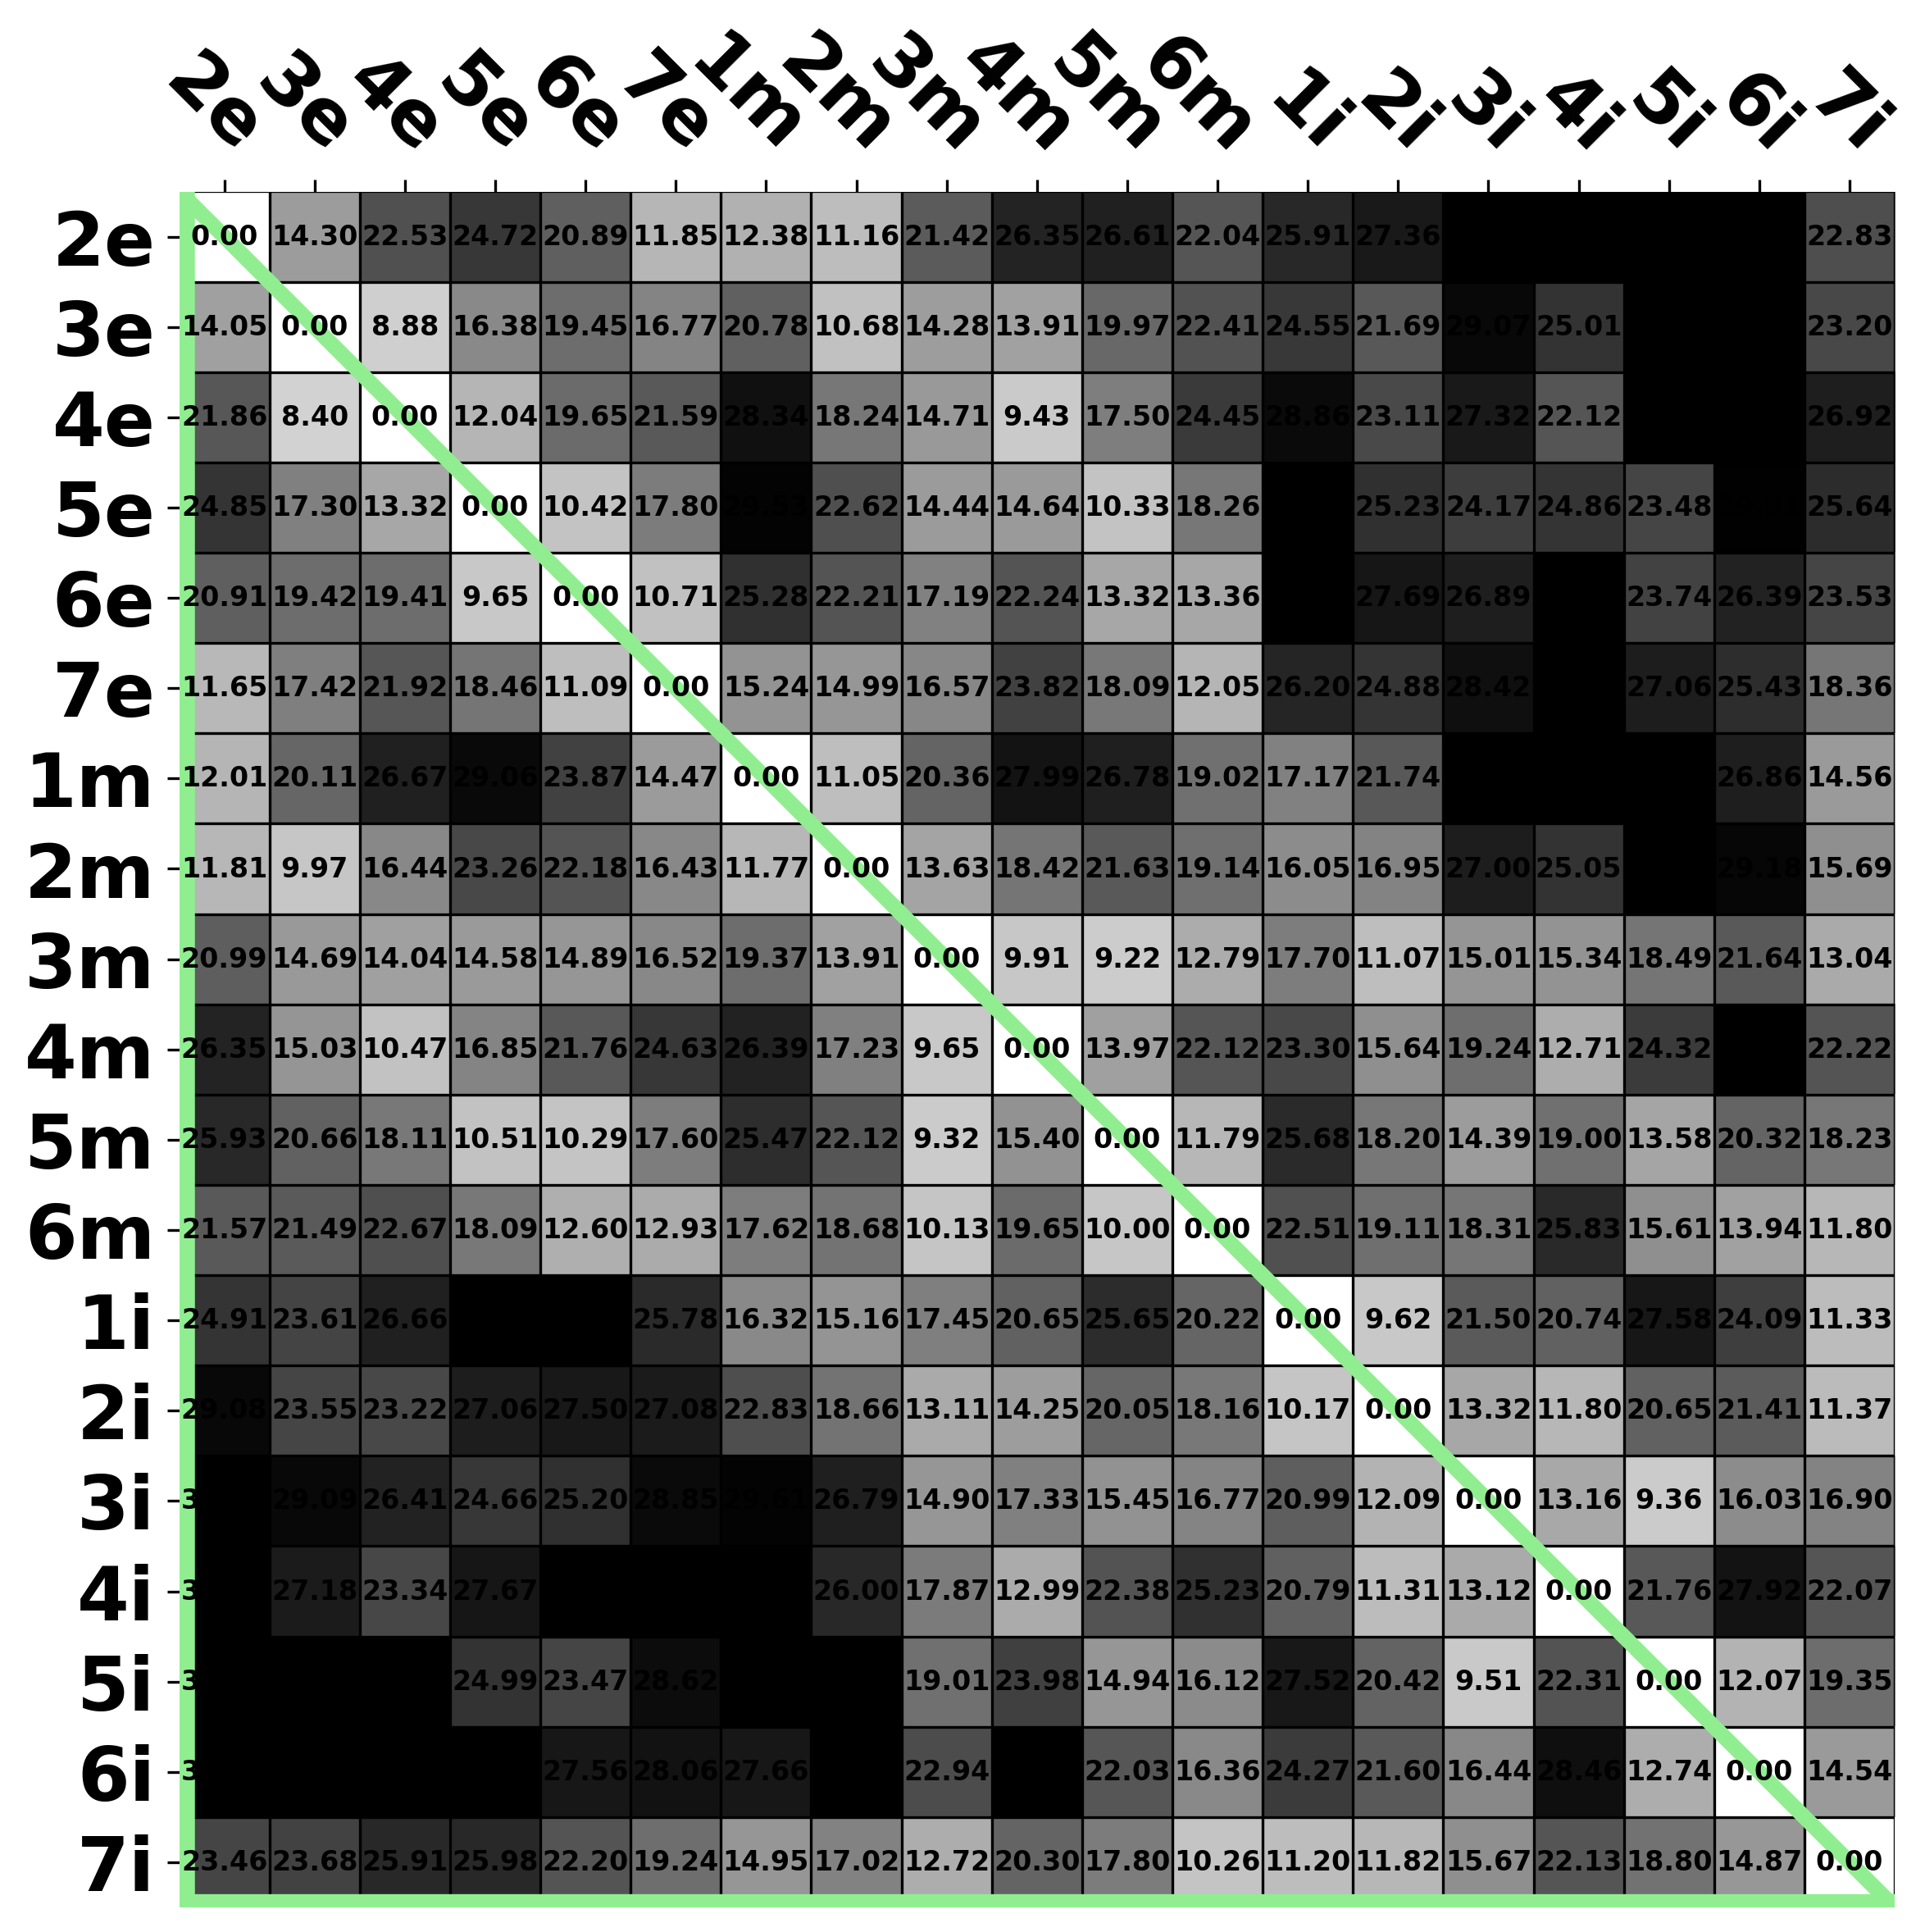 2e 3e 4e 5e 6e 7e 1m 2m 3m 4m 5m 6m 1i 2i 3i 4i 5i 6i 7i
2e 0.00 14.30 22.53 24.72 20.89 11.85 12.38 11.16 21.42 26.35 26.61 22.04 25.91 27.36 22.83
3e 14.05 0.00 8.88 16.38 19.45 16.77 20.78 10.68 14.28 13.91 19.97 22.41 24.55 21.69 29.07 25.01 23.20
4e 21.86 8.40 0.00 12.04 19.65 21.59 28.34 18.24 14.71 9.43 17.50 24.45 28.86 23.11 27.32 22.12 26.92
5e 24.85 17.30 13.32 0.00 10.42 17.80 29.53 22.62 14.44 14.64 10.33 18.26 25.23 24.17 24.86 23.48 25.64
6e 20.91 19.42 19.41 9.65 0.00 10.71 25.28 22.21 17.19 22.24 13.32 13.36 27.69 26.89 23.74 26.39 23.53
7e 11.65 17.42 21.92 18.46 11.09 0.00 15.24 14.99 16.57 23.82 18.09 12.05 26.20 24.88 28.42 27.06 25.43 18.36
1m 12.01 20.11 26.67 29.06 23.87 14.47 0.00 11.05 20.36 27.99 26.78 19.02 17.17 21.74 26.86 14.56
2m 11.81 9.97 16.44 23.26 22.18 16.43 11.77 0.00 13.63 18.42 21.63 19.14 16.05 16.95 27.00 25.05 29.18 15.69
3m 20.99 14.69 14.04 14.58 14.89 16.52 19.37 13.91 0.00 9.91 9.22 12.79 17.70 11.07 15.01 15.34 18.49 21.64 13.04
4m 26.35 15.03 10.47 16.85 21.76 24.63 26.39 17.23 9.65 0.00 13.97 22.12 23.30 15.64 19.24 12.71 24.32 22.22
5m 25.93 20.66 18.11 10.51 10.29 17.60 25.47 22.12 9.32 15.40 0.00 11.79 25.68 18.20 14.39 19.00 13.58 20.32 18.23
6m 21.57 21.49 22.67 18.09 12.60 12.93 17.62 18.68 10.13 19.65 10.00 0.00 22.51 19.11 18.31 25.83 15.61 13.94 11.80
1i 24.91 23.61 26.66 25.78 16.32 15.16 17.45 20.65 25.65 20.22 0.00 9.62 21.50 20.74 27.58 24.09 11.33
2i 29.08 23.55 23.22 27.06 27.50 27.08 22.83 18.66 13.11 14.25 20.05 18.16 10.17 0.00 13.32 11.80 20.65 21.41 11.37
3i 29.09 26.41 24.66 25.20 28.85 29.61 26.79 14.90 17.33 15.45 16.77 20.99 12.09 0.00 13.16 9.36 16.03 16.90
4i 27.18 23.34 27.67 26.00 17.87 12.99 22.38 25.23 20.79 11.31 13.12 0.00 21.76 27.92 22.07
5i 24.99 23.47 28.62 19.01 23.98 14.94 16.12 27.52 20.42 9.51 22.31 0.00 12.07 19.35
6i 27.56 28.06 27.66 22.94 22.03 16.36 24.27 21.60 16.44 28.46 12.74 0.00 14.54
7i 23.46 23.68 25.91 25.98 22.20 19.24 14.95 17.02 12.72 20.30 17.80 10.26 11.20 11.82 15.67 22.13 18.80 14.87 0.00